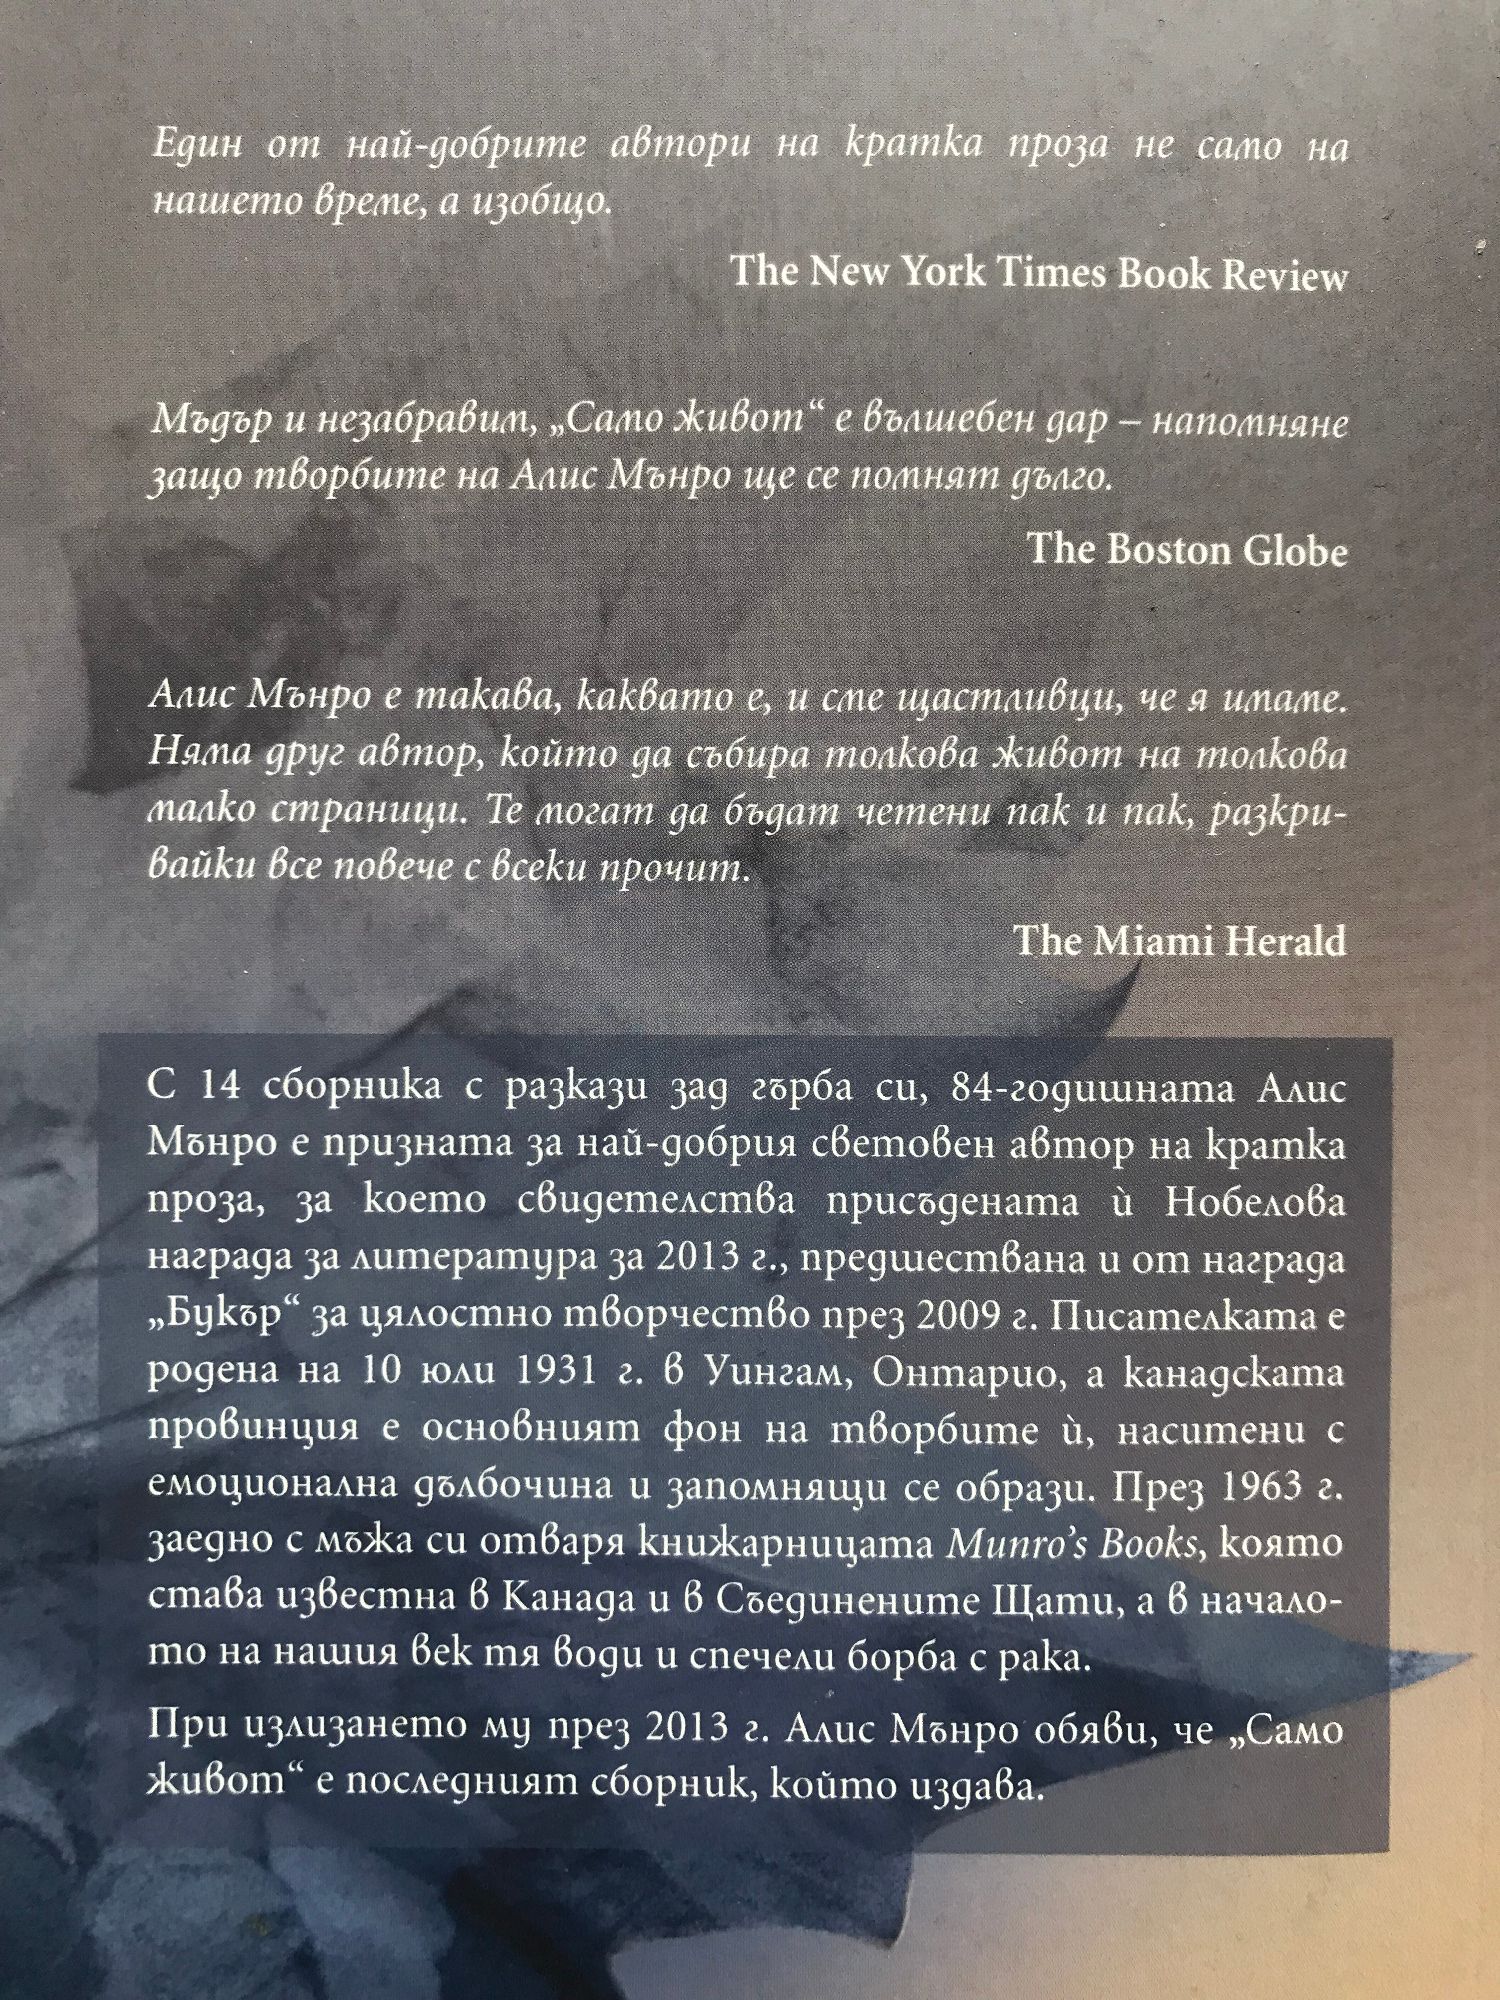 Един от най-добрите автори на кратка проза не само на
нашето време, а изобщо.
The New York Times Book Review
Мъдър и незабравим, „Само живот“ е вълшебен дар – напомняне
защо творбите на Алис Мънро ще се помнят дълго.
The Boston Globe
Алис Мънро е такава, каквато е, и сме щастливци, че я имаме.
Няма друг автор, който да събира толкова живот на толкова
малко страници. Те могат да бъдат четени пак и пак, разкри-
вайки все повече с всеки прочит.
The Miami Herald
С 14 сборника с разкази зад гърба си, 84-годишната Алис
Мънро е призната за най-добрия световен автор на кратка
проза, за което свидетелства присъдената ѝ Нобелова
награда за литература за 2013 г., предшествана и от награда
„Букър“ за цялостно творчество през 2009 г. Писателката е
родена на 10 юли 1931 г. в Уингам, Онтарио, а канадската
провинция е основният фон на творбите ѝ, наситени с
емоционална дълбочина и запомнящи се образи. През 1963 г.
заедно с мъжа си отваря книжарницата Munro’s Books, която
става известна в Канада и в Съединените Щати, а в начало-
то на нашия век тя води и спечели борба с рака.
При излизането му през 2013 г. Алис Мънро обяви, че „Само
живот“ е последният сборник, който издава.